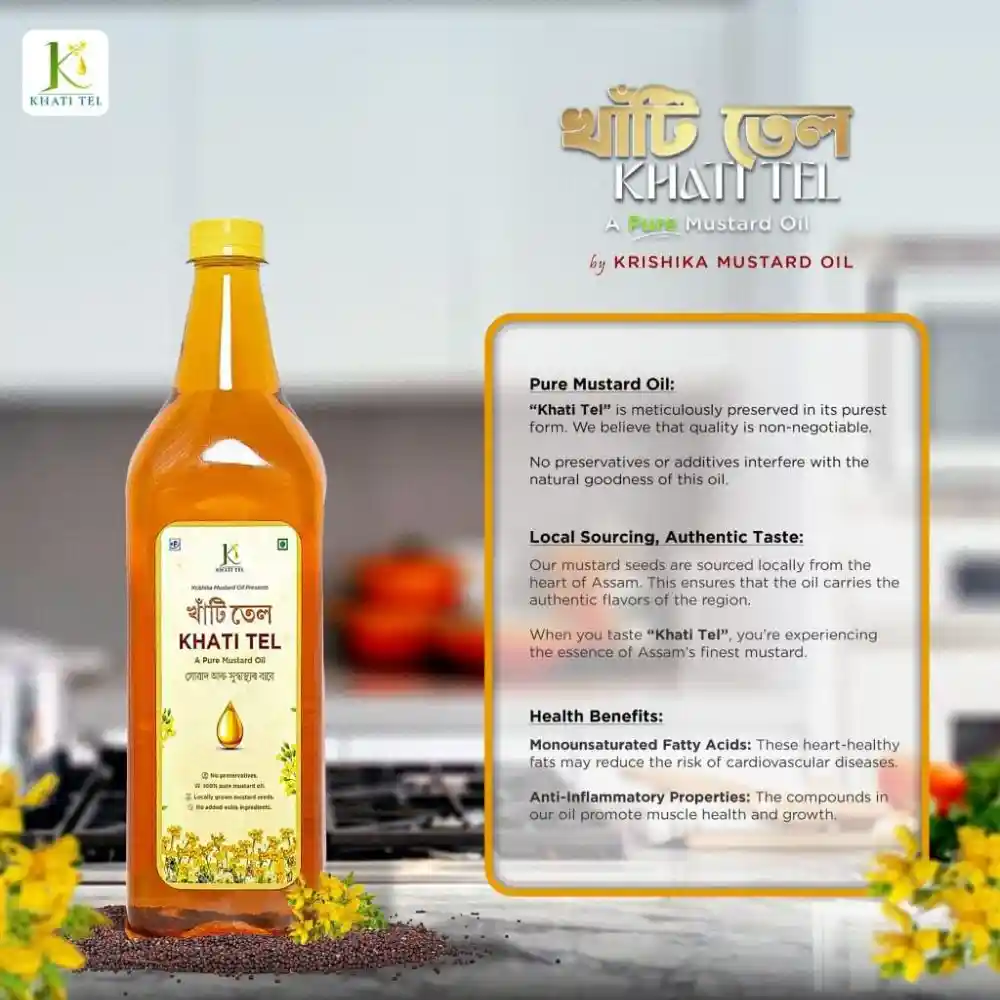 KHATI TEL
খাঁটি তেল
KHATI TEL
A Pure Mustard Oil
by KRISHIKA MUSTARD OIL
Pure Mustard Oil:
“Khati Tel” is meticulously preserved in its purest
form. We believe that quality is non-negotiable.
No preservatives or additives interfere with the
natural goodness of this oil.
Local Sourcing, Authentic Taste:
Our mustard seeds are sourced locally from the
heart of Assam. This ensures that the oil carries the
authentic flavors of the region.
When you taste “Khati Tel”, you’re experiencing
the essence of Assam’s finest mustard.
Health Benefits:
Monounsaturated Fatty Acids: These heart-healthy
fats may reduce the risk of cardiovascular diseases.
Anti-Inflammatory Properties: The compounds in
our oil promote muscle health and growth.
KHATI TEL
Krishika Mustard Oil Presents
খাঁটি তেল
KHATI TEL
A Pure Mustard Oil
সোৱাদ আৰু সুস্বাস্থ্যৰ বাবে
No preservatives.
100% pure mustard oil.
Locally grown mustard seeds.
No added extra ingredients.